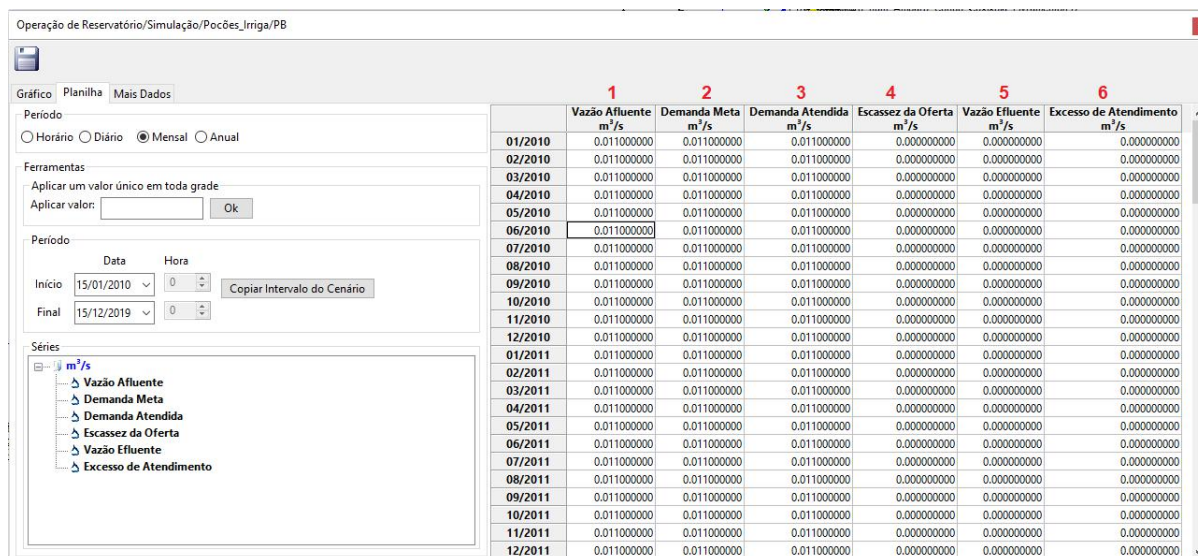 Operação de Reservatório/Simulação/Pocões_Irriga/PB
Gráfico Planilha Mais Dados
Período
Horário Diário Mensal Anual
Ferramentas
Aplicar um valor único em toda grade
Aplicar valor: Ok
Período
Data Hora
Início 15/01/2010 0 Copiar Intervalo do Cenário
Final 15/12/2019 0
Séries
m³/s
Vazão Afluente
Demanda Meta
Demanda Atendida
Escassez da Oferta
Vazão Efluente
Excesso de Atendimento
1 2 3 4 5 6
Vazão Afluente Demanda Meta Demanda Atendida Escassez da Oferta Vazão Efluente Excesso de Atendimento
m³/s m³/s m³/s m³/s m³/s m³/s
01/2010 0.011000000 0.011000000 0.011000000 0.000000000 0.000000000 0.000000000
02/2010 0.011000000 0.011000000 0.011000000 0.000000000 0.000000000 0.000000000
03/2010 0.011000000 0.011000000 0.011000000 0.000000000 0.000000000 0.000000000
04/2010 0.011000000 0.011000000 0.011000000 0.000000000 0.000000000 0.000000000
05/2010 0.011000000 0.011000000 0.011000000 0.000000000 0.000000000 0.000000000
06/2010 0.011000000 0.011000000 0.011000000 0.000000000 0.000000000 0.000000000
07/2010 0.011000000 0.011000000 0.011000000 0.000000000 0.000000000 0.000000000
08/2010 0.011000000 0.011000000 0.011000000 0.000000000 0.000000000 0.000000000
09/2010 0.011000000 0.011000000 0.011000000 0.000000000 0.000000000 0.000000000
10/2010 0.011000000 0.011000000 0.011000000 0.000000000 0.000000000 0.000000000
11/2010 0.011000000 0.011000000 0.011000000 0.000000000 0.000000000 0.000000000
12/2010 0.011000000 0.011000000 0.011000000 0.000000000 0.000000000 0.000000000
01/2011 0.011000000 0.011000000 0.011000000 0.000000000 0.000000000 0.000000000
02/2011 0.011000000 0.011000000 0.011000000 0.000000000 0.000000000 0.000000000
03/2011 0.011000000 0.011000000 0.011000000 0.000000000 0.000000000 0.000000000
04/2011 0.011000000 0.011000000 0.011000000 0.000000000 0.000000000 0.000000000
05/2011 0.011000000 0.011000000 0.011000000 0.000000000 0.000000000 0.000000000
06/2011 0.011000000 0.011000000 0.011000000 0.000000000 0.000000000 0.000000000
07/2011 0.011000000 0.011000000 0.011000000 0.000000000 0.000000000 0.000000000
08/2011 0.011000000 0.011000000 0.011000000 0.000000000 0.000000000 0.000000000
09/2011 0.011000000 0.011000000 0.011000000 0.000000000 0.000000000 0.000000000
10/2011 0.011000000 0.011000000 0.011000000 0.000000000 0.000000000 0.000000000
11/2011 0.011000000 0.011000000 0.011000000 0.000000000 0.000000000 0.000000000
12/2011 0.011000000 0.011000000 0.011000000 0.000000000 0.000000000 0.000000000